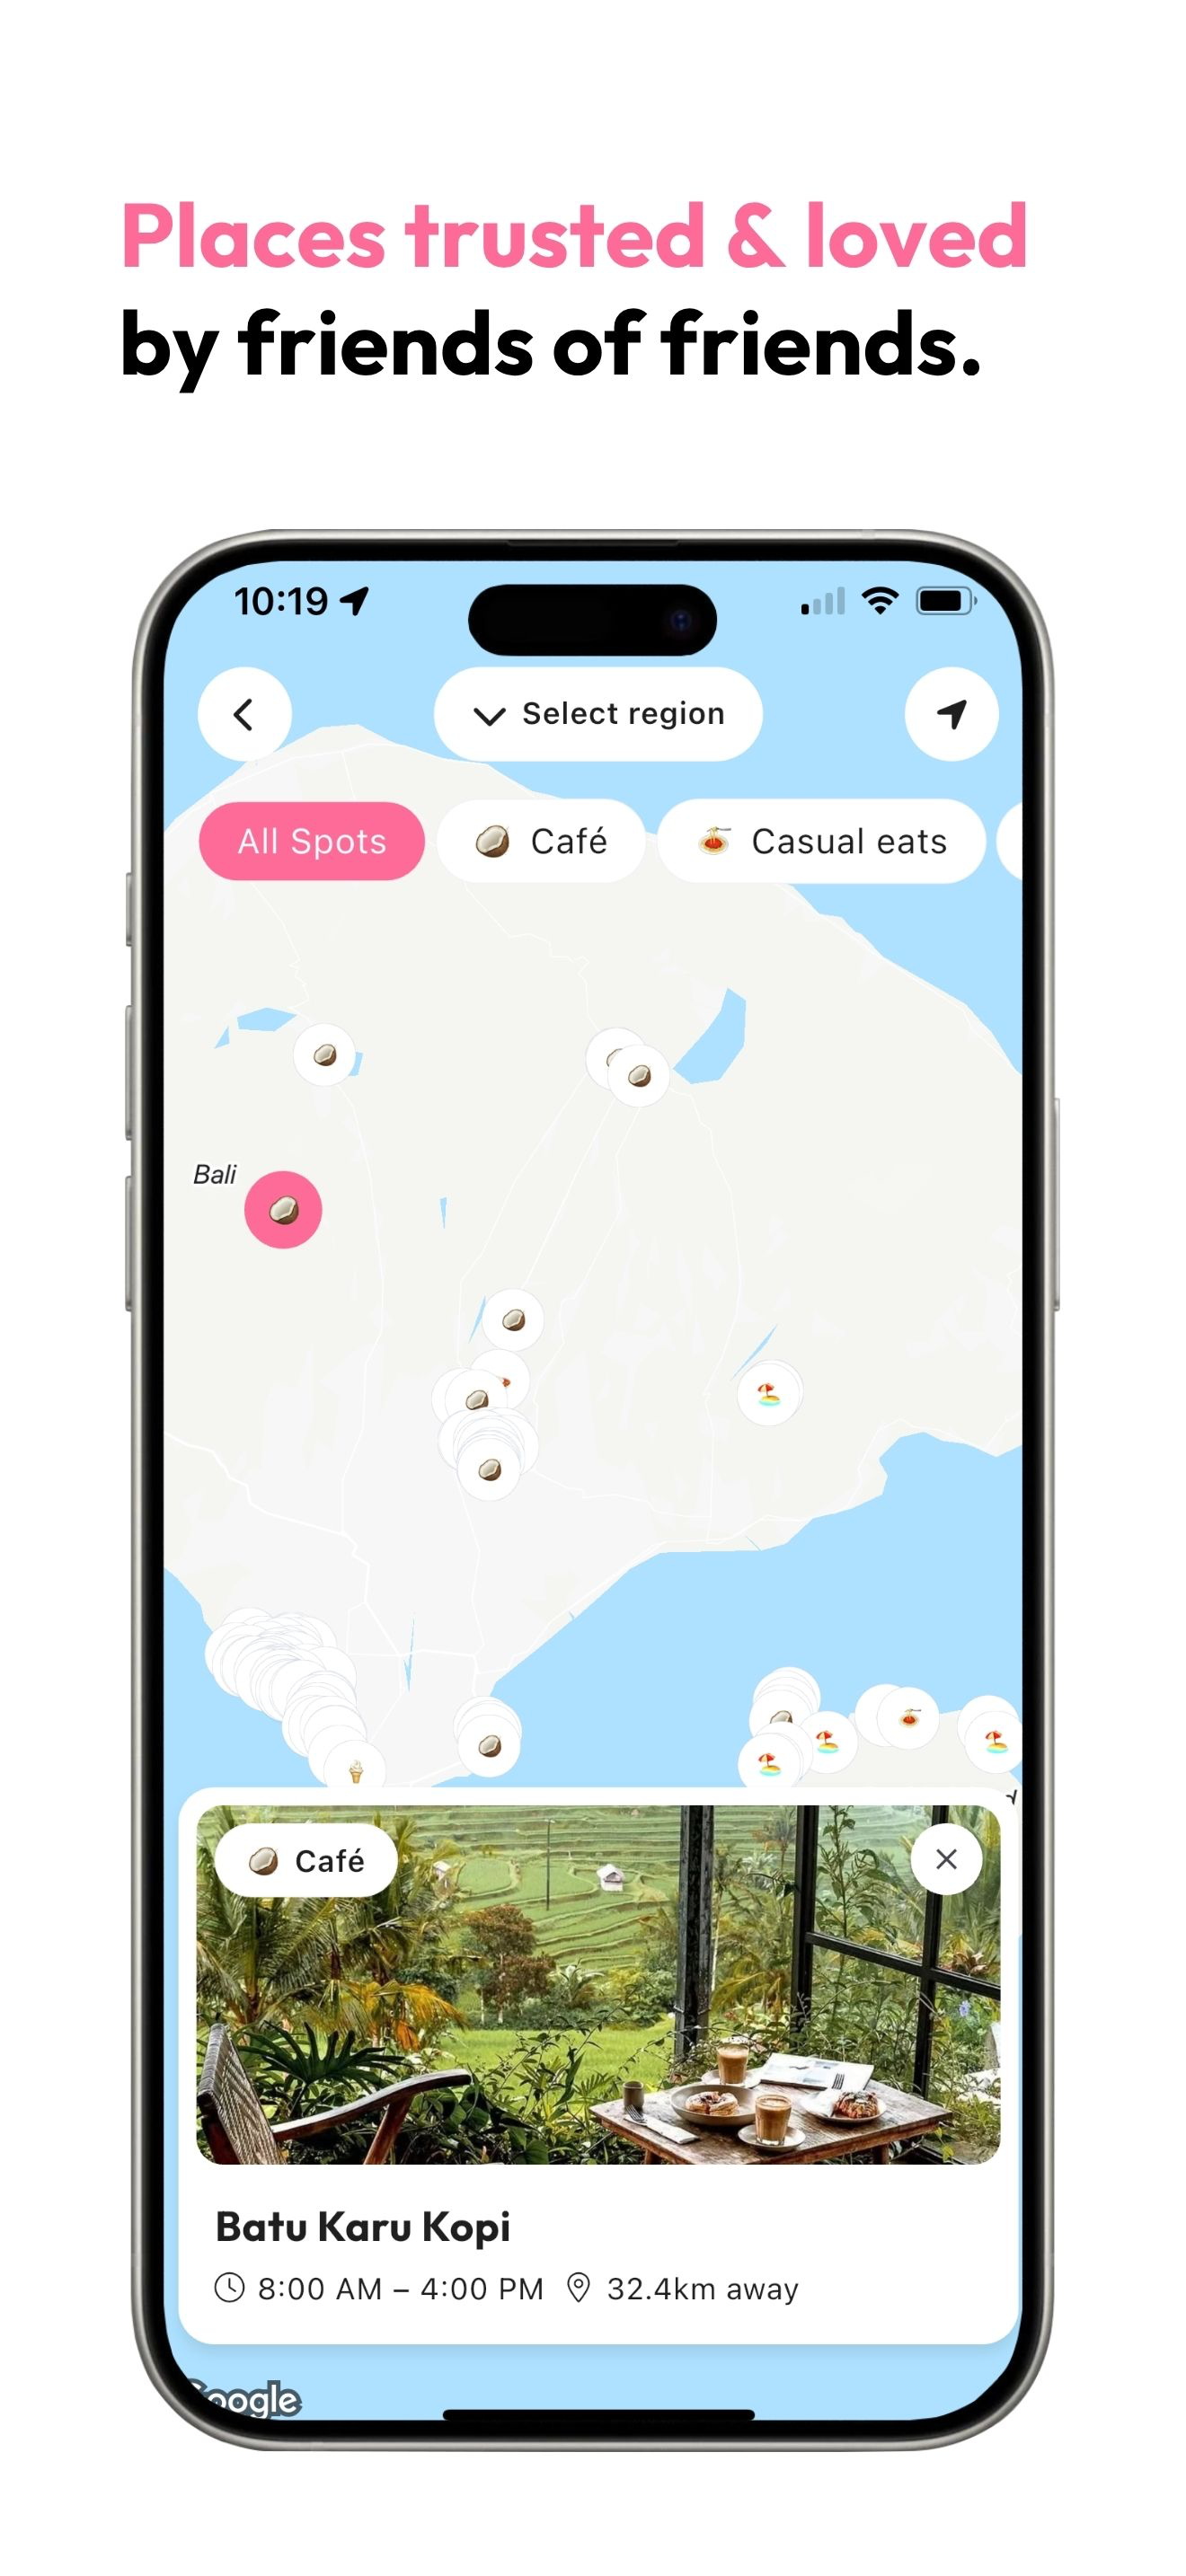 Places trusted & loved
by friends of friends.
10:19
Select region
All Spots
Café
Casual eats
Bali
Café
Batu Karu Kopi
8:00 AM – 4:00 PM 32.4km away
Google